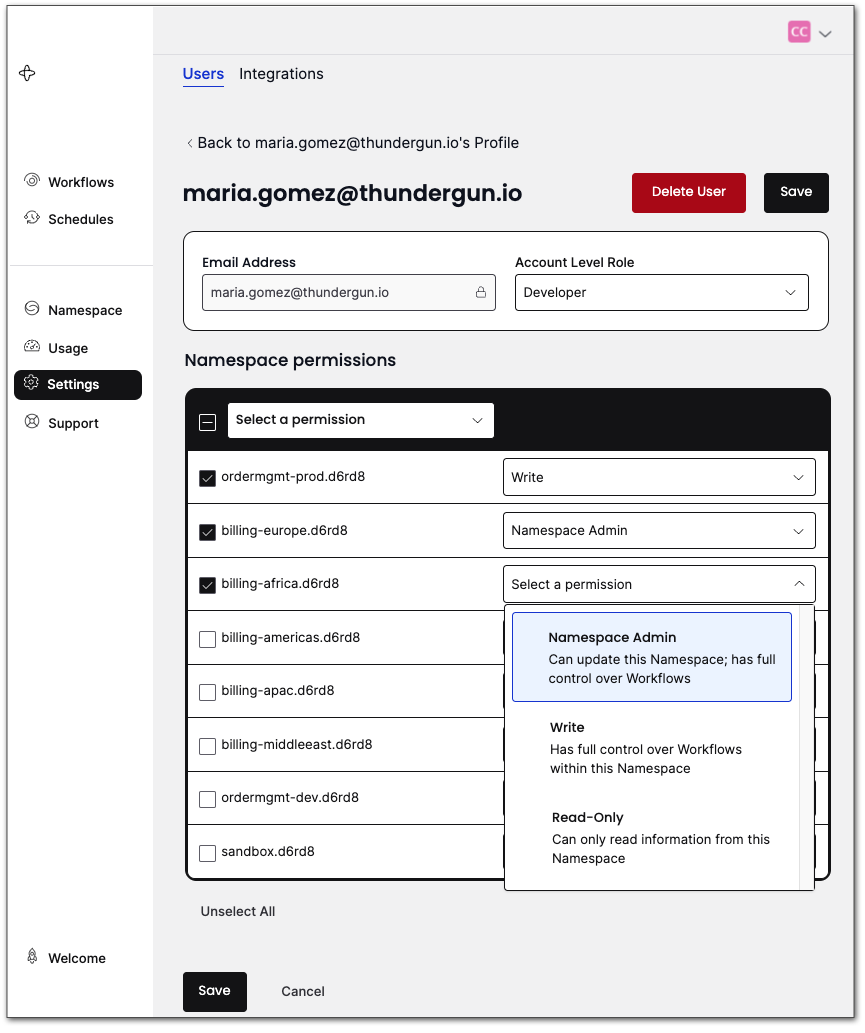 CC
Users Integrations
Back to maria.gomez@thundergun.io's Profile
maria.gomez@thundergun.io
Delete User
Save
Workflows
Schedules
Namespace
Usage
Settings
Support
Welcome
Email Address
maria.gomez@thundergun.io
Account Level Role
Developer
Namespace permissions
Select a permission
ordermgmt-prod.d6rd8
Write
billing-europe.d6rd8
Namespace Admin
billing-africa.d6rd8
Select a permission
billing-americas.d6rd8
billing-apac.d6rd8
billing-middleeast.d6rd8
ordermgmt-dev.d6rd8
sandbox.d6rd8
Namespace Admin
Can update this Namespace; has full
control over Workflows
Write
Has full control over Workflows
within this Namespace
Read-Only
Can only read information from this
Namespace
Unselect All
Save
Cancel